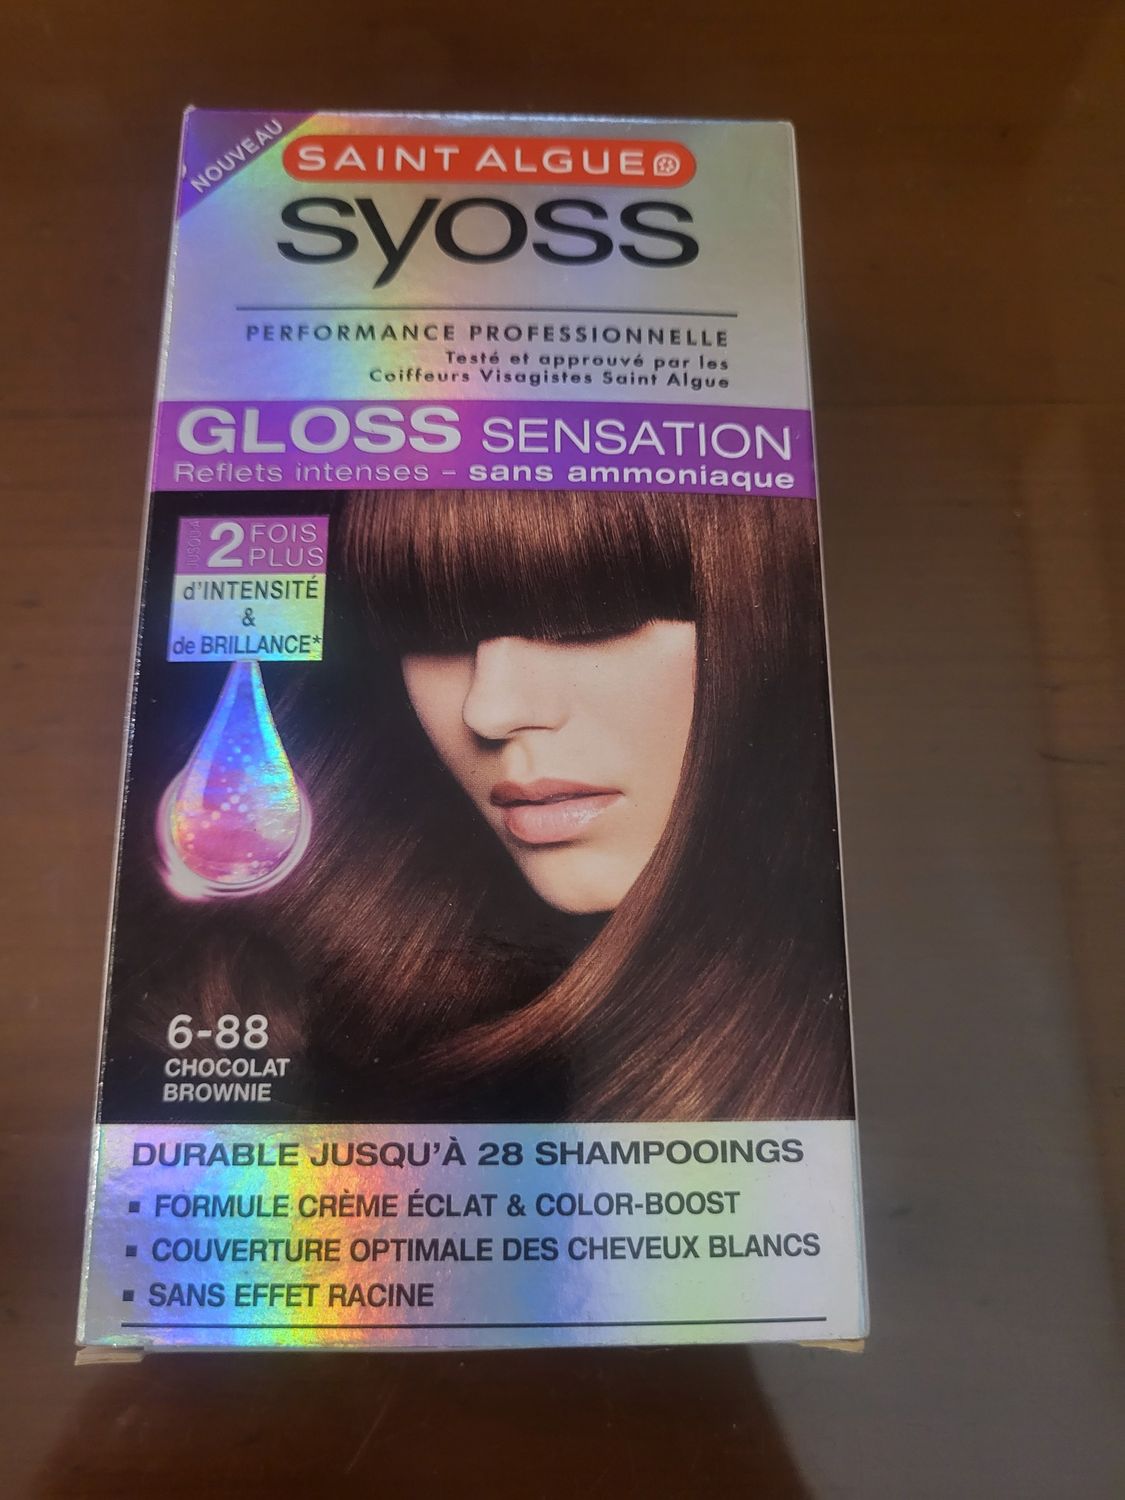 NOUVEAU
SAINT ALGUE
syoss
PERFORMANCE PROFESSIONNELLE
Testé et approuvé par les
Coiffeurs Visagistes Saint Algue
GLOSS SENSATION
Reflets intenses – sans ammoniaque
JUSQU'À
2 FOIS
PLUS
d'INTENSITÉ
&
de BRILLANCE*
6-88
CHOCOLAT
BROWNIE
DURABLE JUSQU'À 28 SHAMPOOINGS
▪ FORMULE CRÈME ÉCLAT & COLOR-BOOST
▪ COUVERTURE OPTIMALE DES CHEVEUX BLANCS
▪ SANS EFFET RACINE